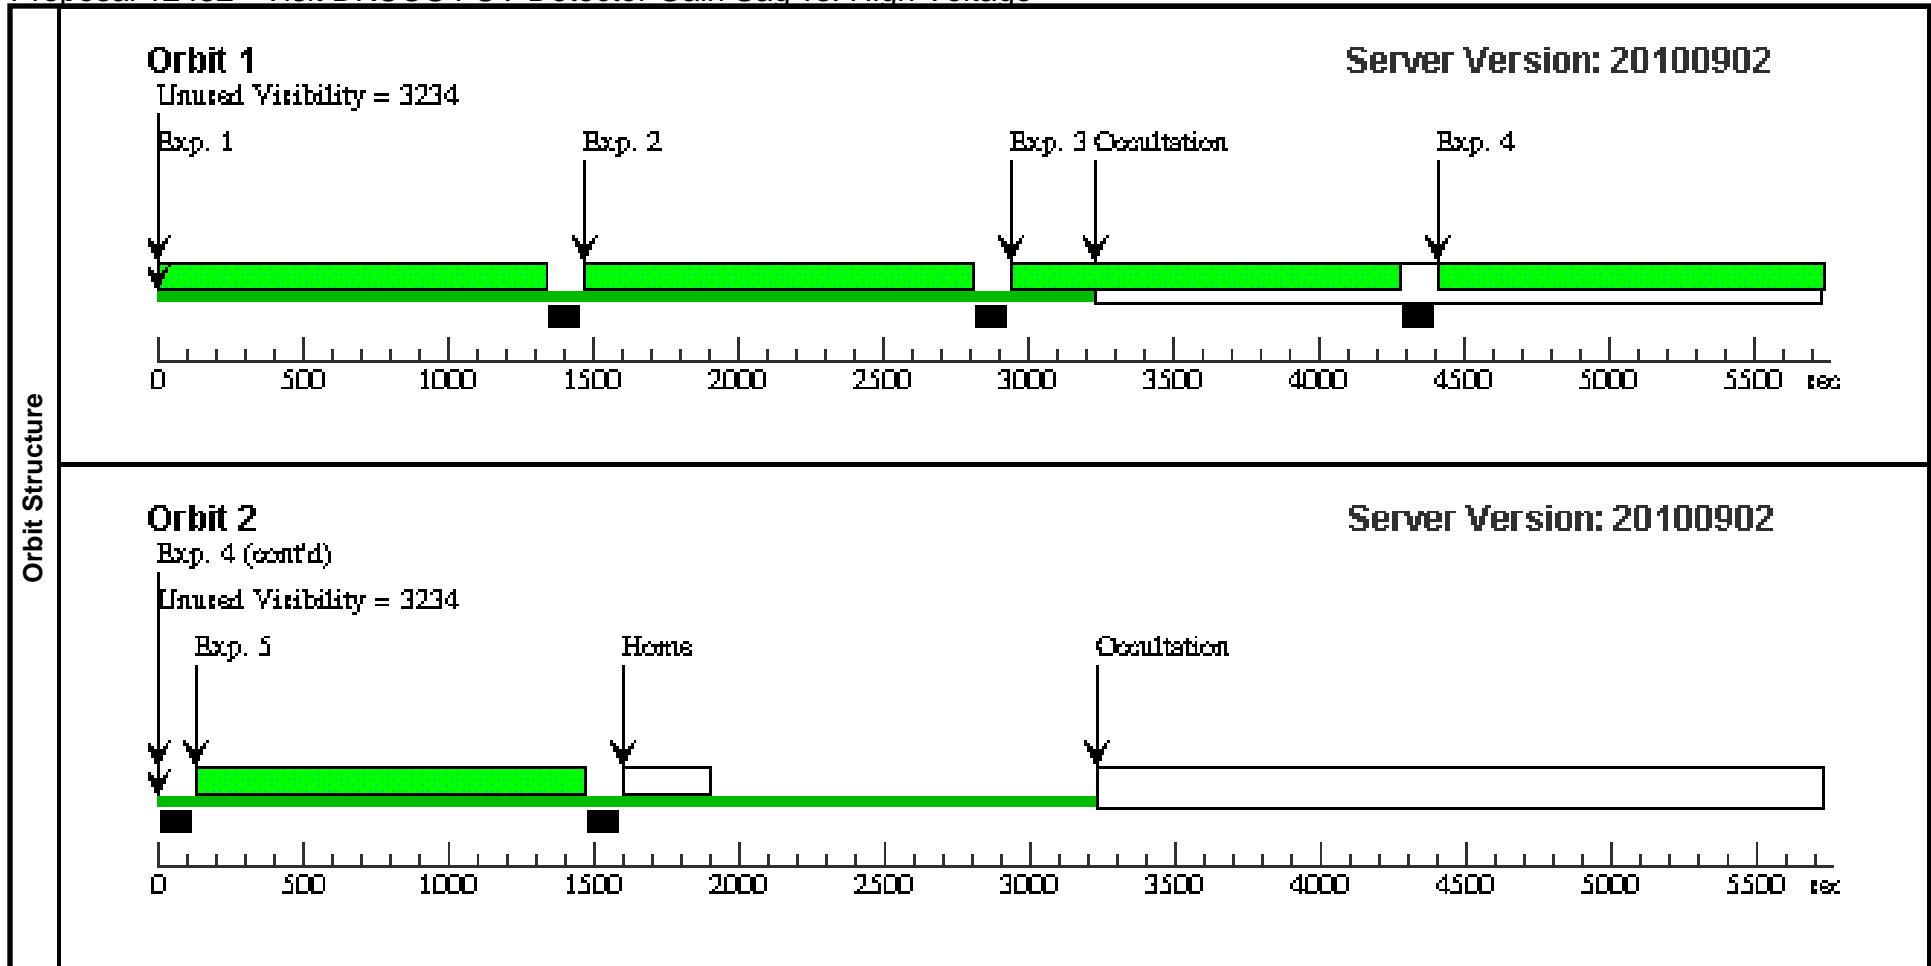 Orbit Structure
Orbit 1
Server Version: 20100902
Unused Visibility = 3234
Exp. 1
Exp. 2
Exp. 3
Occultation
Exp. 4
0 500 1000 1500 2000 2500 3000 3500 4000 4500 5000 5500 sec
Orbit 2
Server Version: 20100902
Exp. 4 (cont'd)
Unused Visibility = 3234
Exp. 5
Home
Occultation
0 500 1000 1500 2000 2500 3000 3500 4000 4500 5000 5500 sec